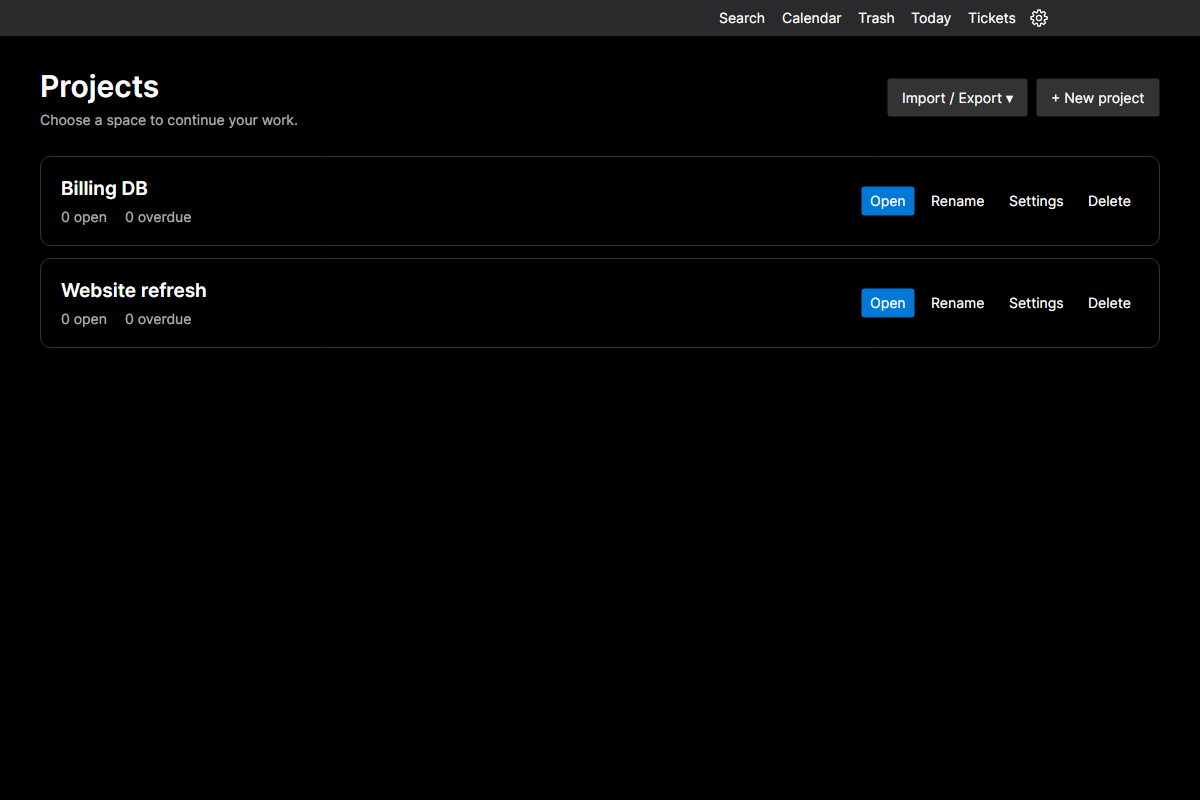 Search Calendar Trash Today Tickets
Projects
Choose a space to continue your work.
Import / Export ▾ + New project
Billing DB
0 open 0 overdue
Open Rename Settings Delete
Website refresh
0 open 0 overdue
Open Rename Settings Delete